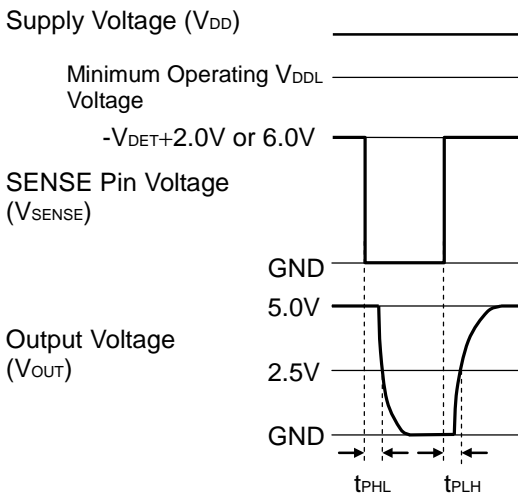 Supply Voltage (VDD)
Minimum Operating VDDL
Voltage
-VDET+2.0V or 6.0V
SENSE Pin Voltage
(VSENSE)
GND
5.0V
Output Voltage
(VOUT)
2.5V
GND
tPHL tPLH